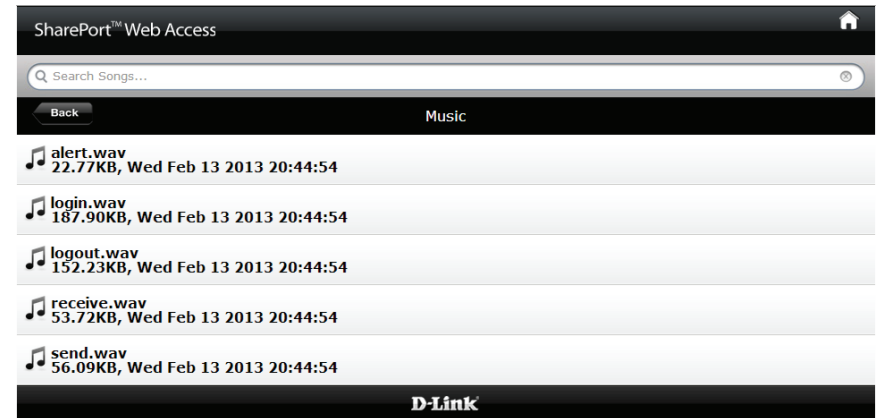 SharePort™ Web Access
Search Songs...
Back
Music
alert.wav
22.77KB, Wed Feb 13 2013 20:44:54
login.wav
187.90KB, Wed Feb 13 2013 20:44:54
logout.wav
152.23KB, Wed Feb 13 2013 20:44:54
receive.wav
53.72KB, Wed Feb 13 2013 20:44:54
send.wav
56.09KB, Wed Feb 13 2013 20:44:54
D-Link